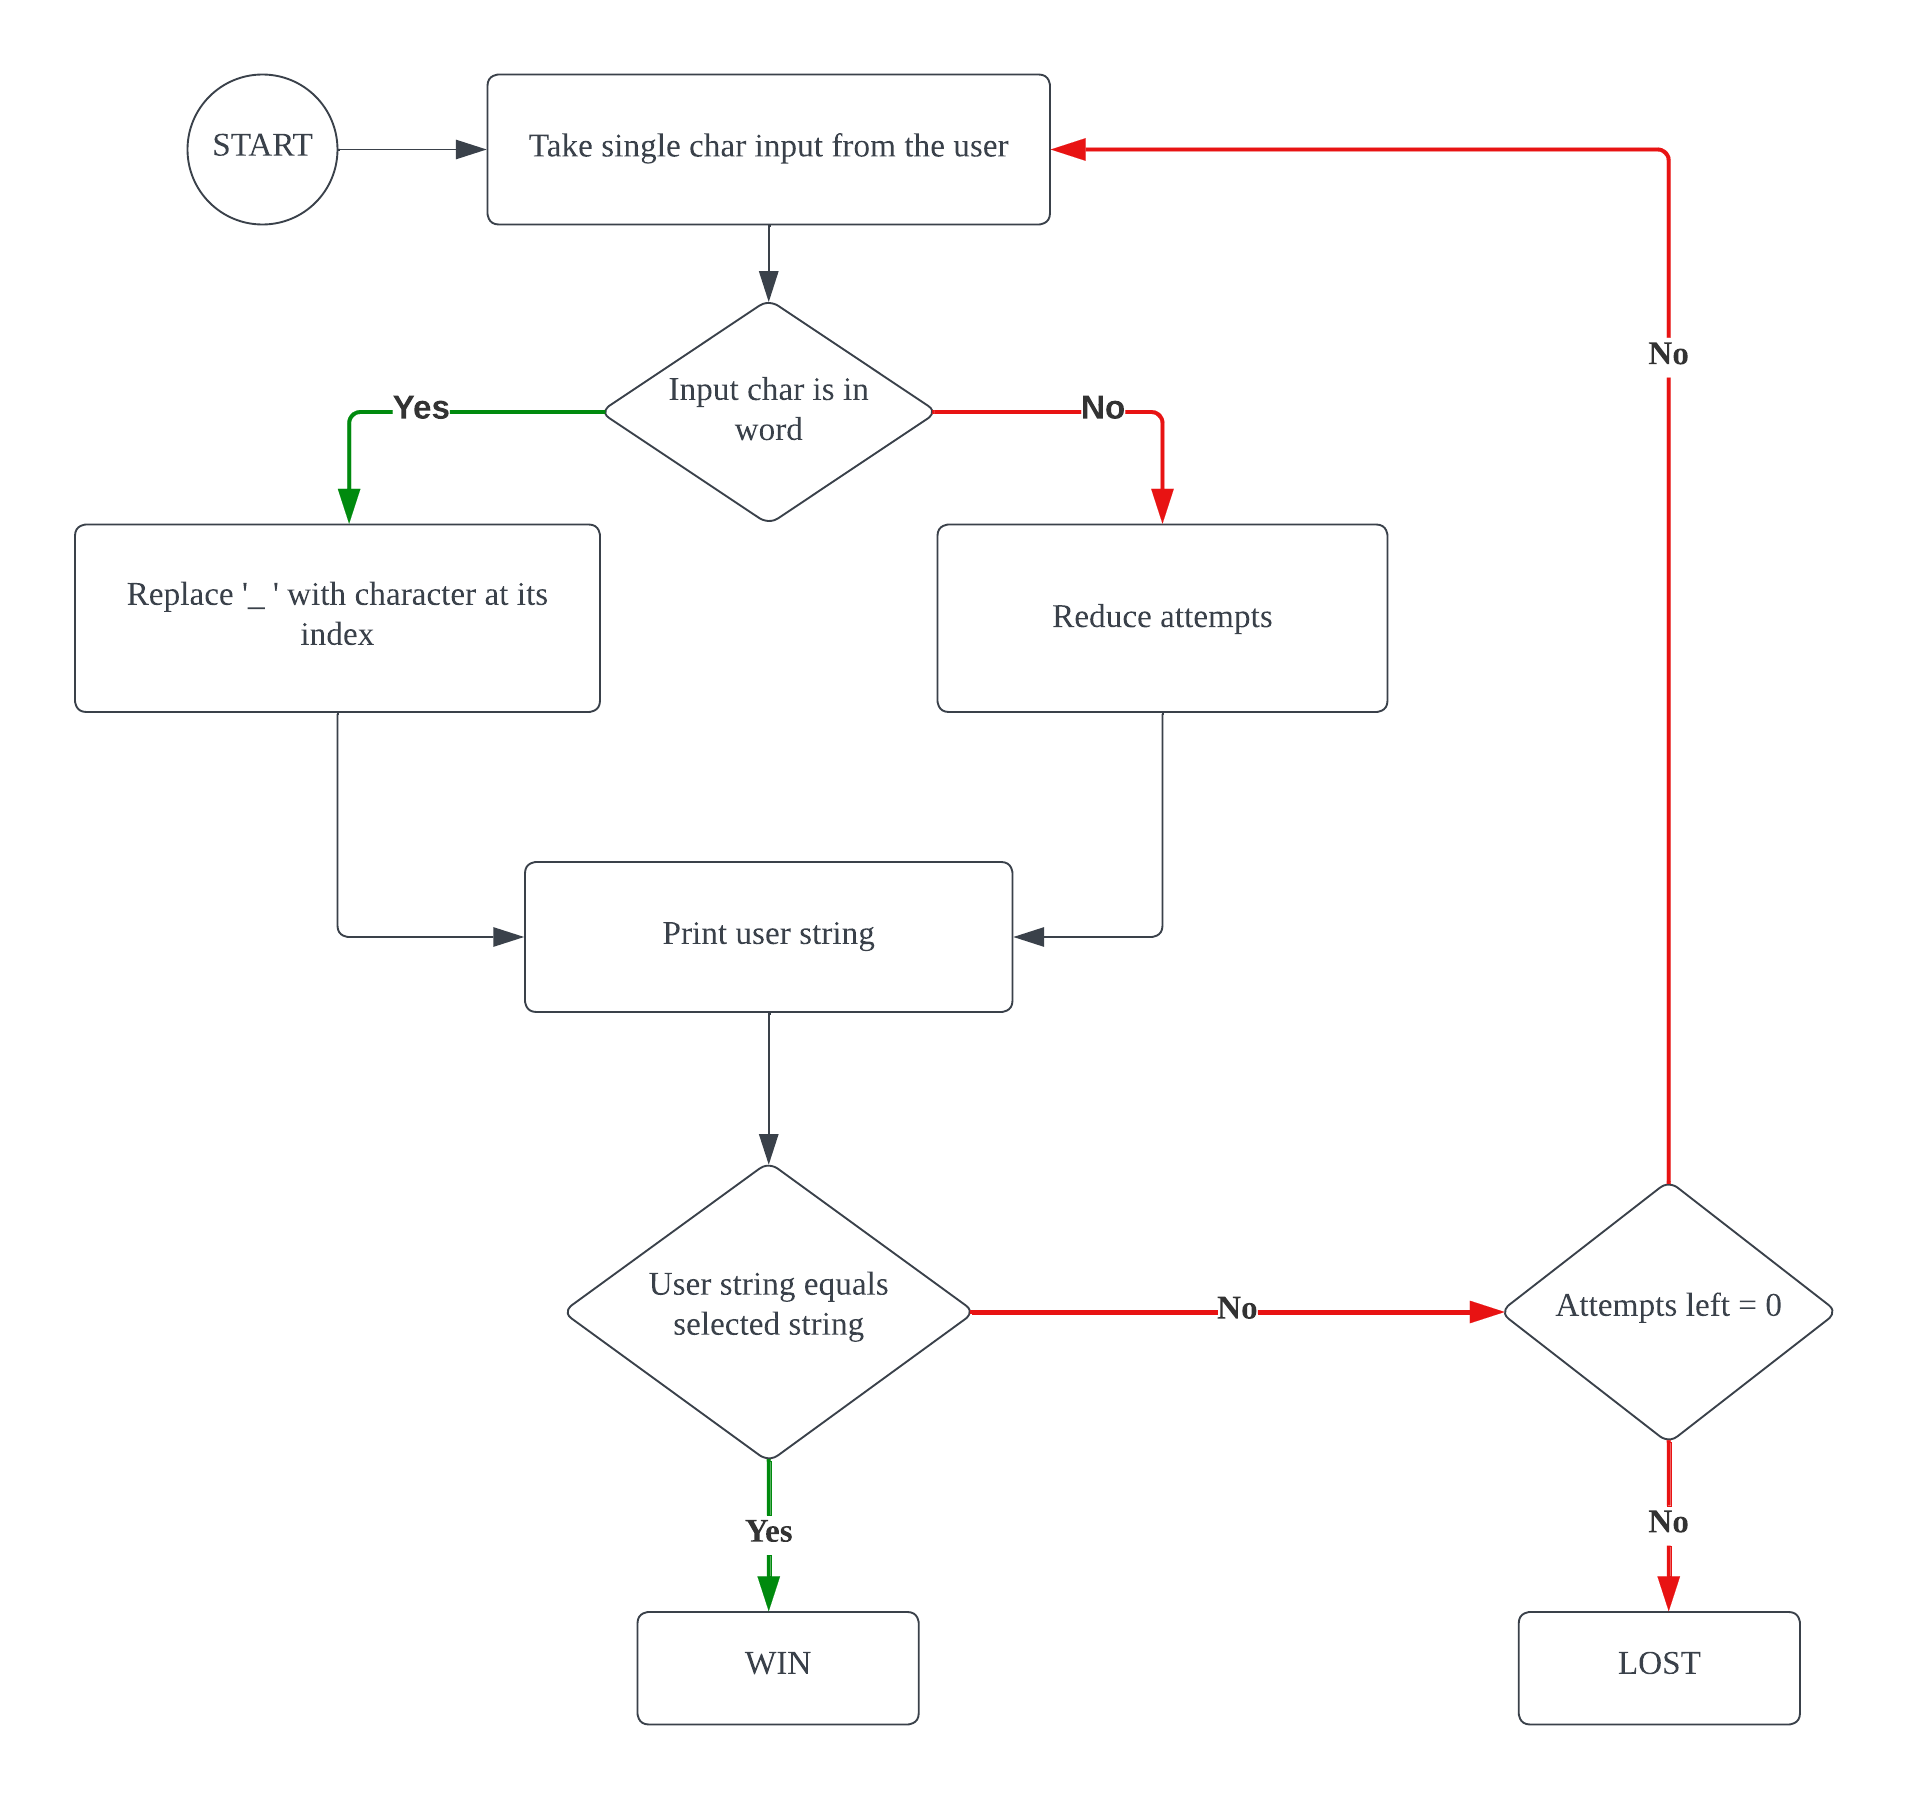 START
Take single char input from the user
No
Input char is in
word
Yes
No
Replace '_ ' with character at its
index
Reduce attempts
Print user string
User string equals
selected string
No
Attempts left = 0
Yes
No
WIN
LOST